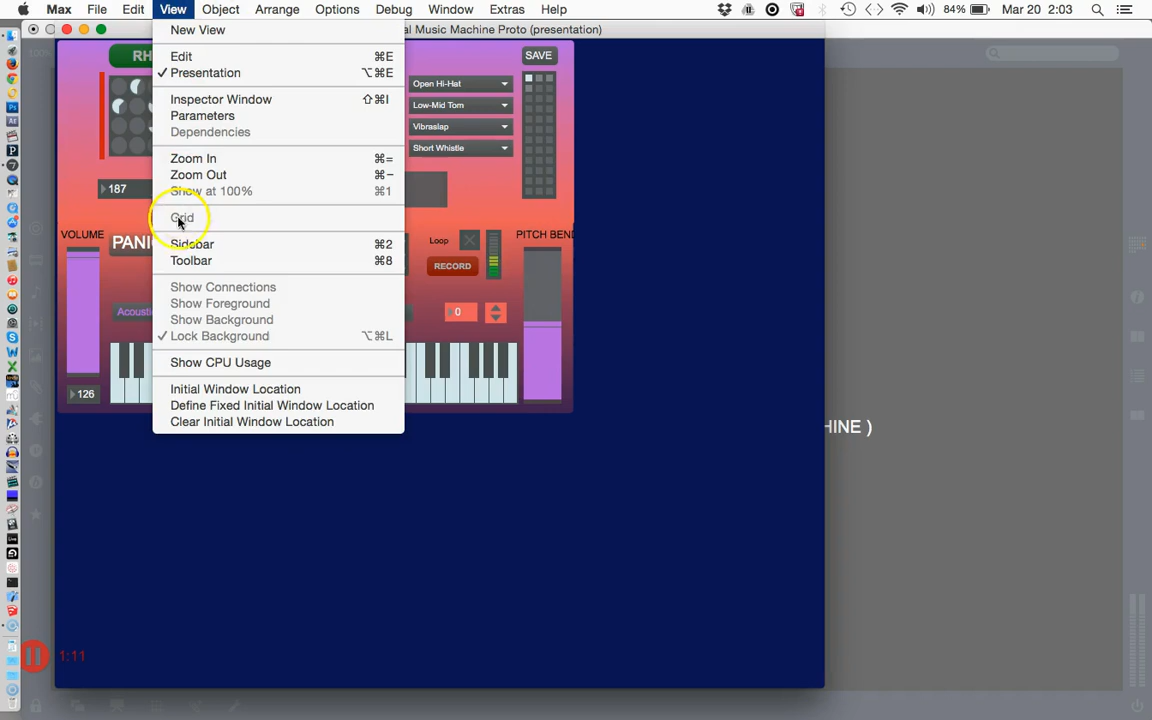 Max File Edit View Object Arrange Options Debug Window Extras Help 84% Mar 20 2:03
New View
al Music Machine Proto (presentation)
Edit ⌘E
✓ Presentation ⌥⌘E
Inspector Window ⇧⌘I
Parameters
Dependencies
Zoom In ⌘=
Zoom Out ⌘−
Show at 100% ⌘1
Grid
Sidebar ⌘2
Toolbar ⌘8
Show Connections
Show Foreground
Show Background
✓ Lock Background ⌥⌘L
Show CPU Usage
Initial Window Location
Define Fixed Initial Window Location
Clear Initial Window Location
RH
SAVE
Open Hi-Hat
Low-Mid Tom
Vibraslap
Short Whistle
187
VOLUME
PANIC
Loop
PITCH BEND
RECORD
Acousti
0
126
HINE )
1:11